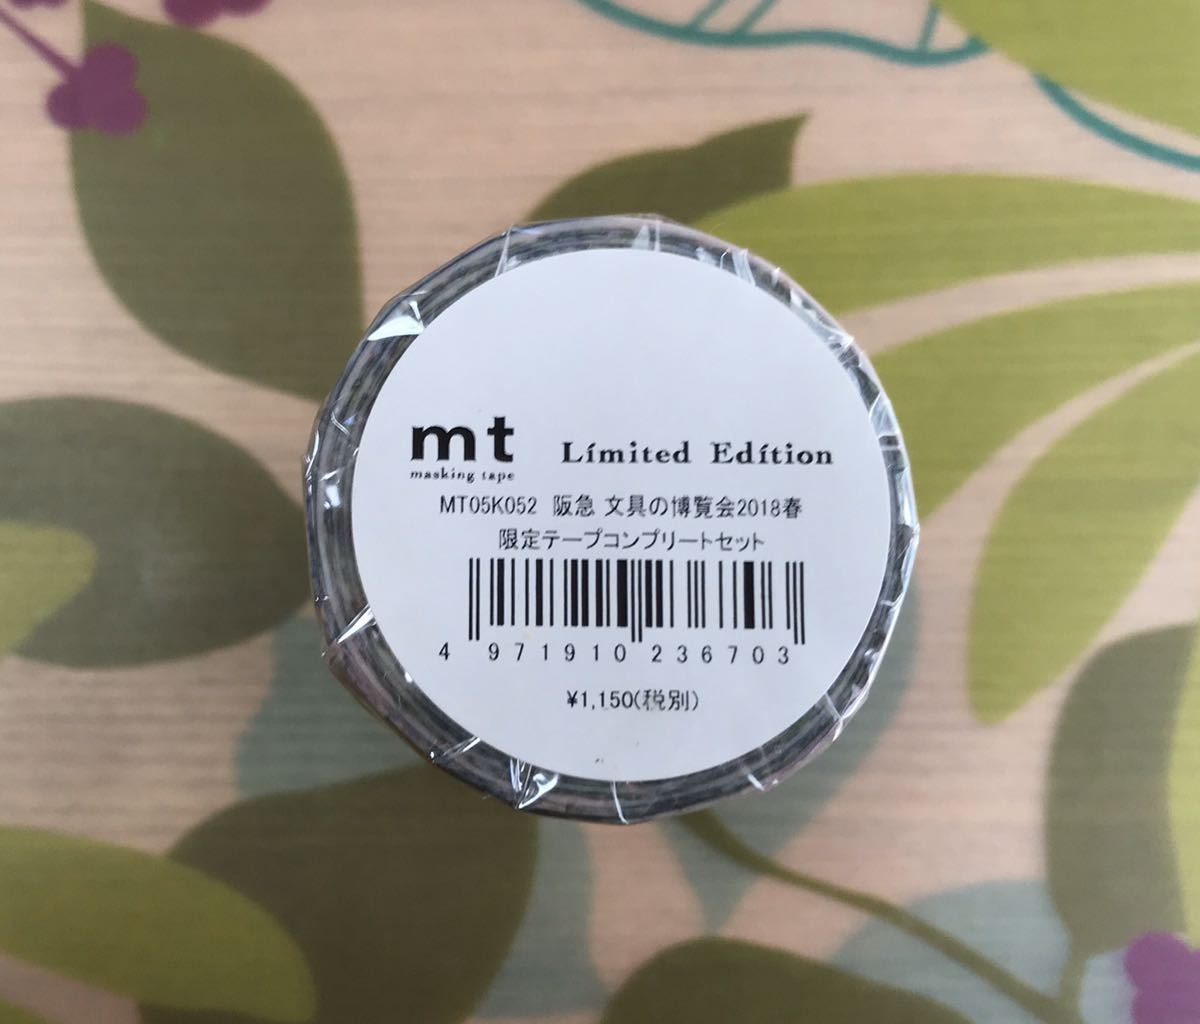 mt
masking tape
Límited Edítion
MT05K052 阪急 文具の博覧会2018春
限定テープコンプリートセット
4 971910 236703
¥1,150(税別)